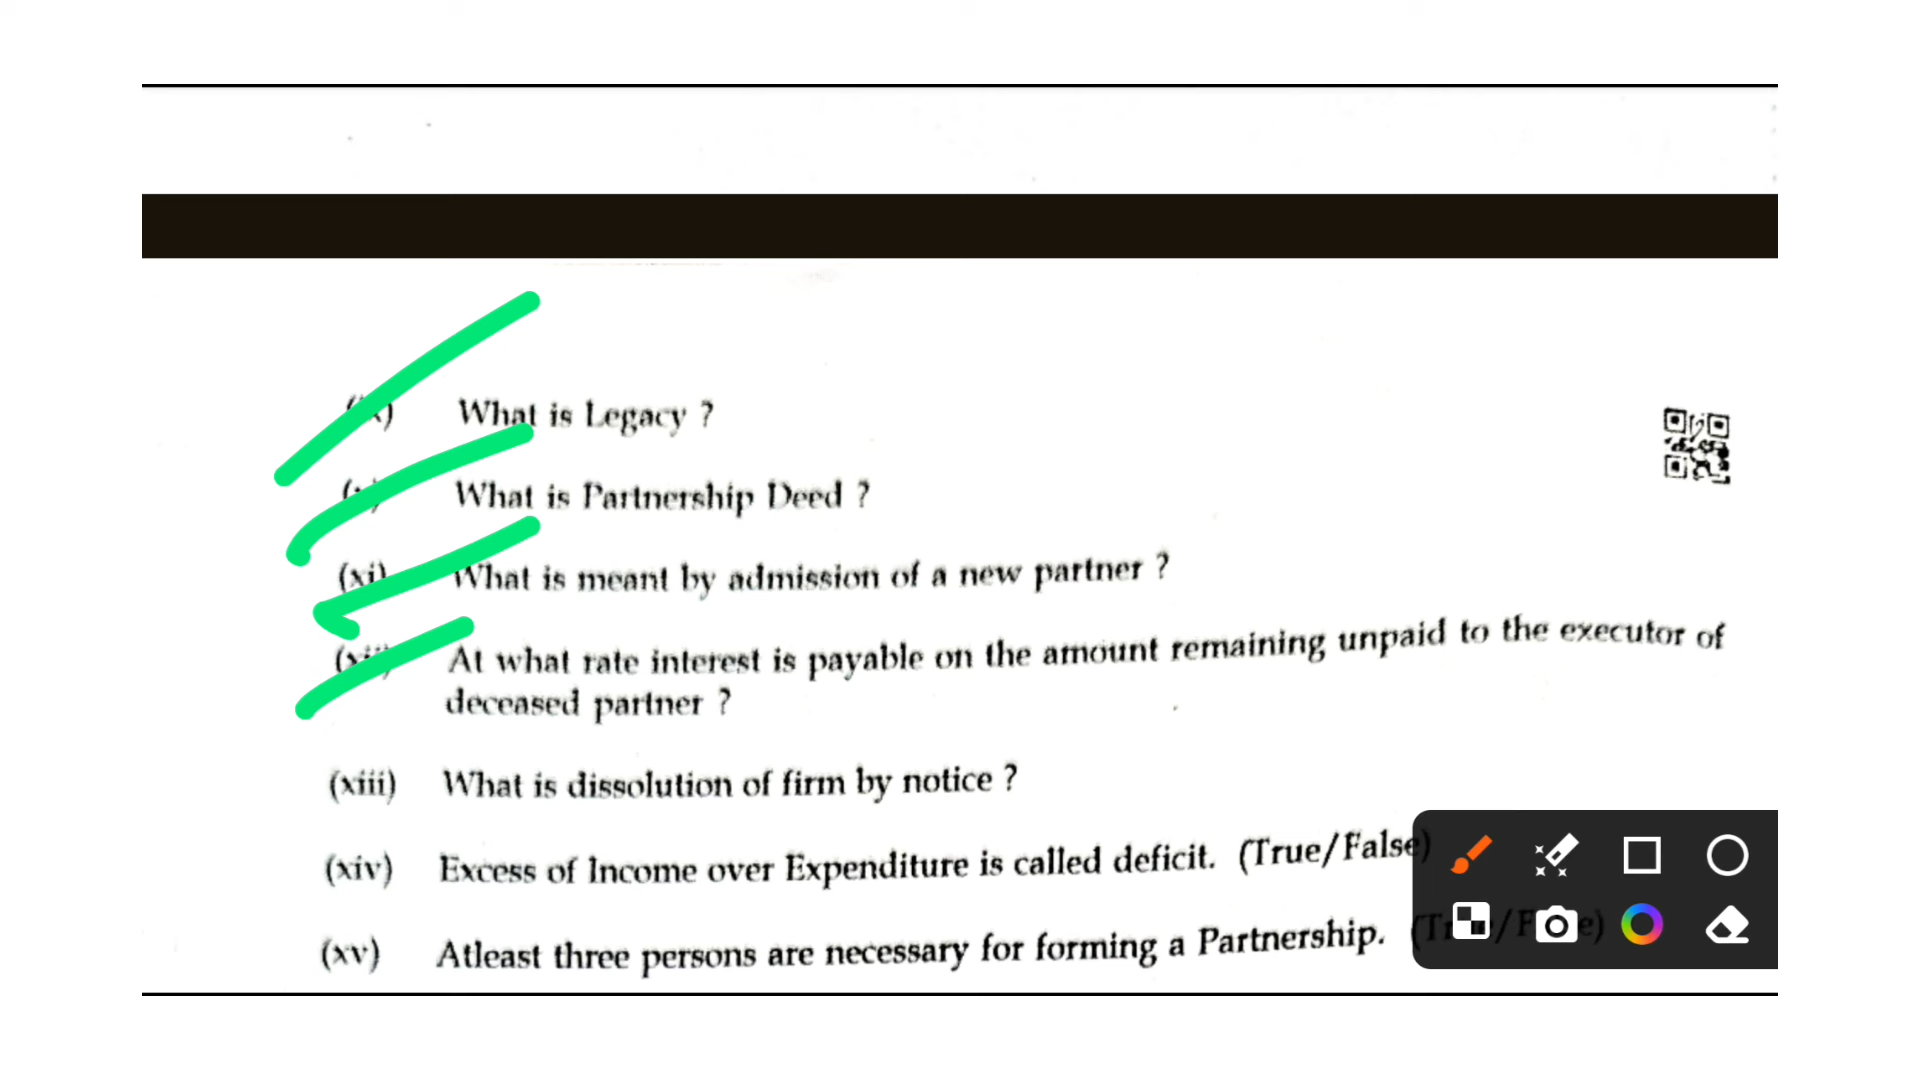 What is Legacy ?
What is Partnership Deed ?
(xi) What is meant by admission of a new partner ?
At what rate interest is payable on the amount remaining unpaid to the executor of
deceased partner ?
(xiii) What is dissolution of firm by notice ?
(xiv) Excess of Income over Expenditure is called deficit. (True/False)
(xv) Atleast three persons are necessary for forming a Partnership.